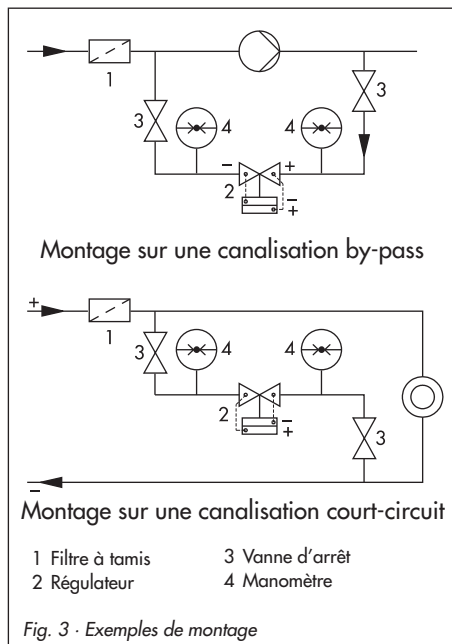 1
3
4
4
3
2
-
+
-
+
Montage sur une canalisation by-pass
+
1
3
4
4
2
-
+
3
-
Montage sur une canalisation court-circuit
1 Filtre à tamis
2 Régulateur
3 Vanne d'arrêt
4 Manomètre
Fig. 3 · Exemples de montage